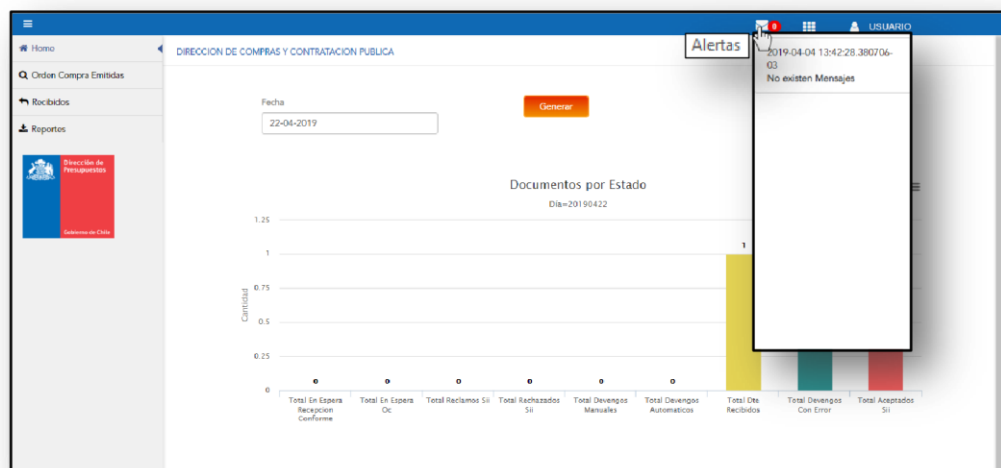 0
USUARIO
Home
DIRECCION DE COMPRAS Y CONTRATACION PUBLICA
Alertas
2019-04-04 13:42:28.380706-
03
No existen Mensajes
Orden Compra Emitidas
Recibidos
Reportes
Dirección de
Presupuestos
Gobierno de Chile
Fecha
22-04-2019
Generar
Documentos por Estado
Día=20190422
Cantidad
1.25
1
0.75
0.5
0.25
0
0
0
0
0
0
0
1
Total En Espera
Recepcion
Conforme
Total En Espera
Oc
Total Reclamos Sii
Total Rechazados
Sii
Total Devengos
Manuales
Total Devengos
Automaticos
Total Dte
Recibidos
Total Devengos
Con Error
Total Aceptados
Sii